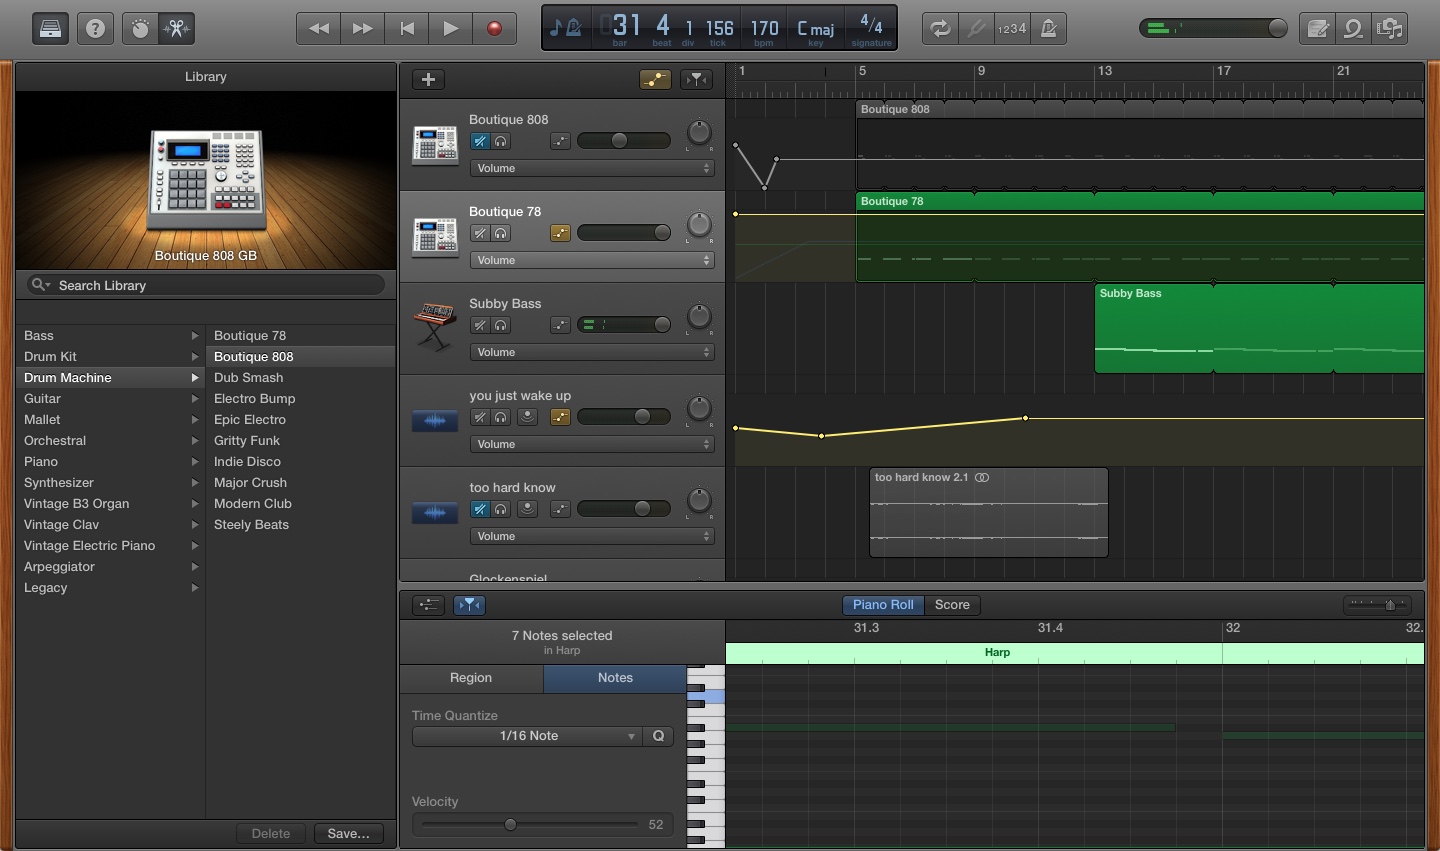 31 4 1 156 170 C maj 4/4
bar beat div tick bpm key signature
1234
Library
Boutique 808 GB
Search Library
Bass
Drum Kit
Drum Machine
Guitar
Mallet
Orchestral
Piano
Synthesizer
Vintage B3 Organ
Vintage Clav
Vintage Electric Piano
Arpeggiator
Legacy
Boutique 78
Boutique 808
Dub Smash
Electro Bump
Epic Electro
Gritty Funk
Indie Disco
Major Crush
Modern Club
Steely Beats
Delete Save...
1 5 9 13 17 21
Boutique 808
L R
Volume
Boutique 808
Boutique 78
L R
Volume
Boutique 78
Subby Bass
L R
Volume
Subby Bass
you just wake up
L R
Volume
too hard know
L R
Volume
too hard know 2.1
Glockenspiel
Piano Roll Score
7 Notes selected
in Harp
31.3 31.4 32 32.
Harp
Region Notes
Time Quantize
1/16 Note Q
Velocity
52